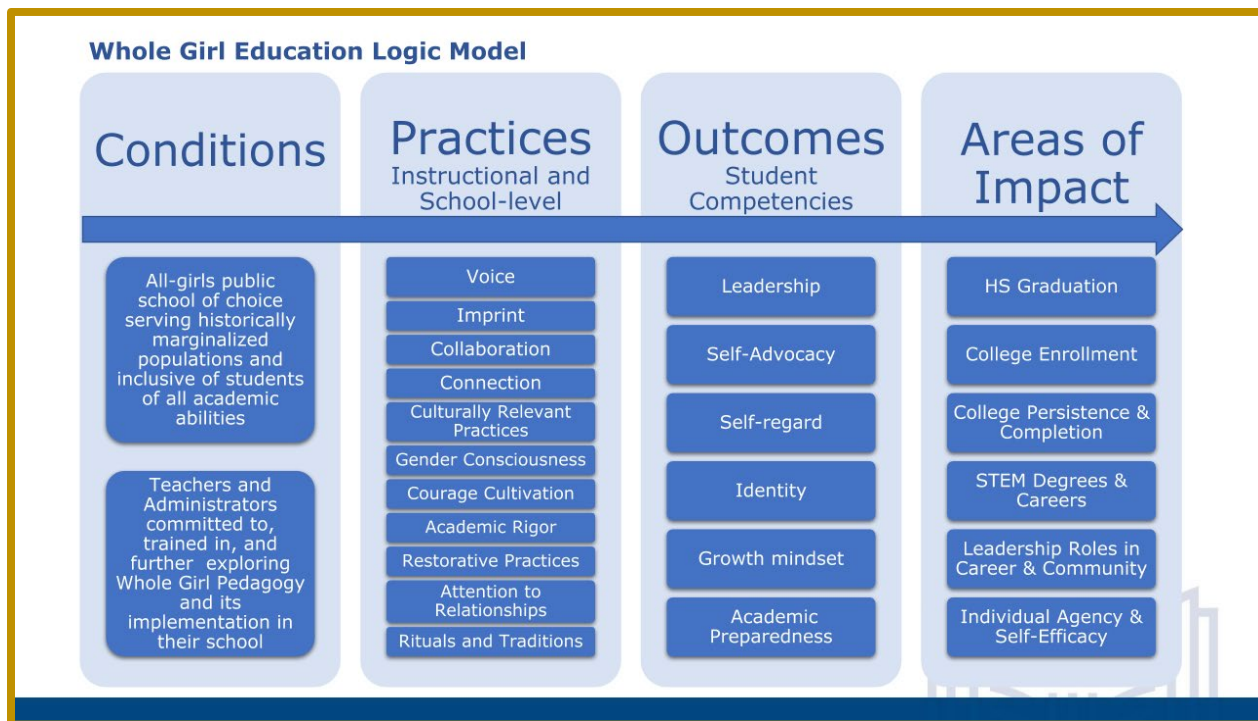 Whole Girl Education Logic Model
Conditions
All-girls public
school of choice
serving historically
marginalized
populations and
inclusive of students
of all academic
abilities
Teachers and
Administrators
committed to,
trained in, and
further exploring
Whole Girl Pedagogy
and its
implementation in
their school
Practices
Instructional and
School-level
Voice
Imprint
Collaboration
Connection
Culturally Relevant
Practices
Gender Consciousness
Courage Cultivation
Academic Rigor
Restorative Practices
Attention to
Relationships
Rituals and Traditions
Outcomes
Student
Competencies
Leadership
Self-Advocacy
Self-regard
Identity
Growth mindset
Academic
Preparedness
Areas of
Impact
HS Graduation
College Enrollment
College Persistence &
Completion
STEM Degrees &
Careers
Leadership Roles in
Career & Community
Individual Agency &
Self-Efficacy